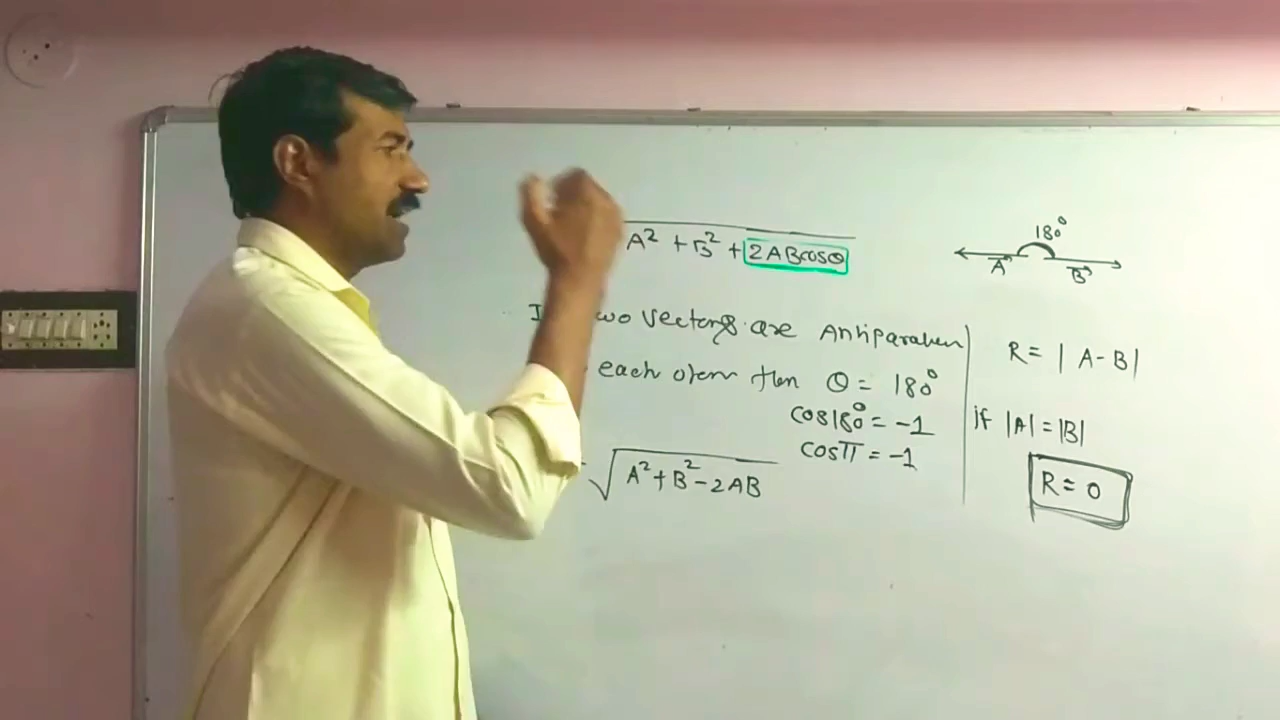 A² + B² + 2ABcosθ
180°
A
B
two vectors are Antiparallel
each other then θ = 180°
cos180° = -1
cosπ = -1
√A² + B² - 2AB
R = | A - B |
if |A| = |B|
R = 0